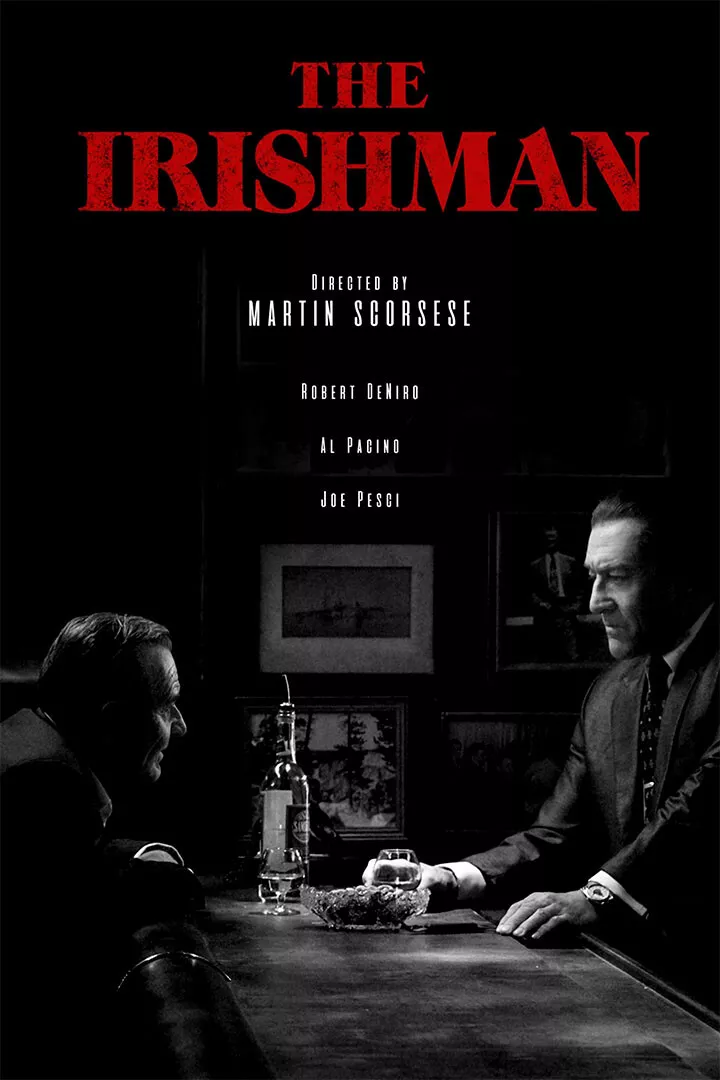 THE
IRISHMAN
DIRECTED BY
MARTIN SCORSESE
ROBERT DENIRO
AL PACINO
JOE PESCI